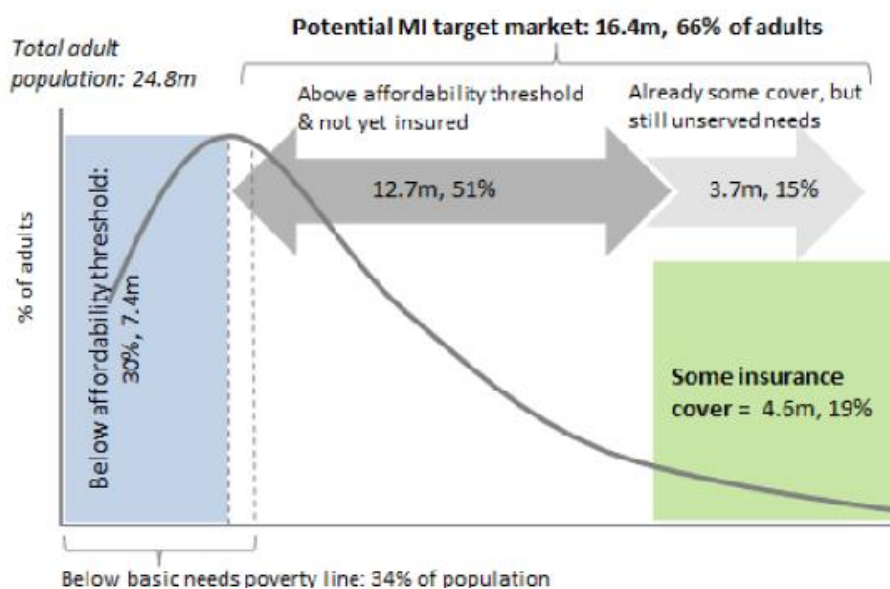 Potential MI target market: 16.4m, 66% of adults
Total adult
population: 24.8m
Above affordability threshold
& not yet insured
Already some cover, but
still unserved needs
12.7m, 51%
3.7m, 15%
% of adults
Below affordability threshold:
30%, 7.4m
Some insurance
cover = 4.6m, 19%
Below basic needs poverty line: 34% of population